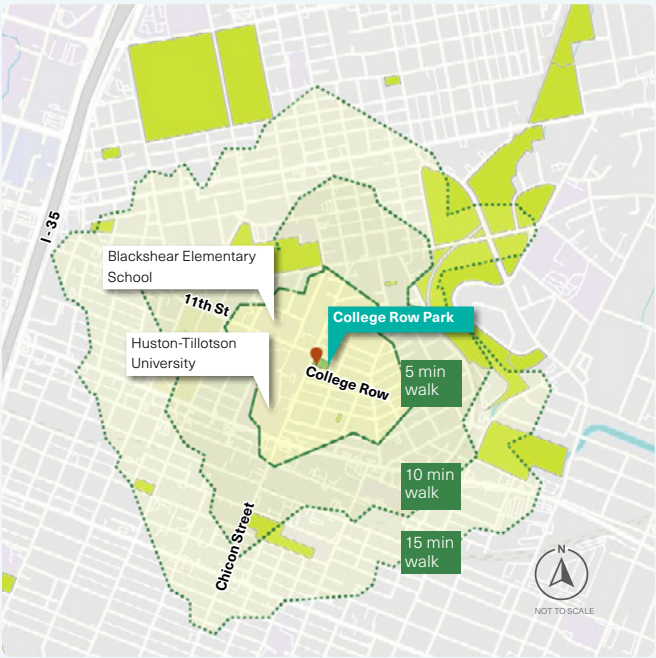 I-35
Blackshear Elementary
School
11th St
College Row Park
Huston-Tillotson
University
College Row
5 min
walk
10 min
walk
Chicon Street
15 min
walk
N
NOT TO SCALE